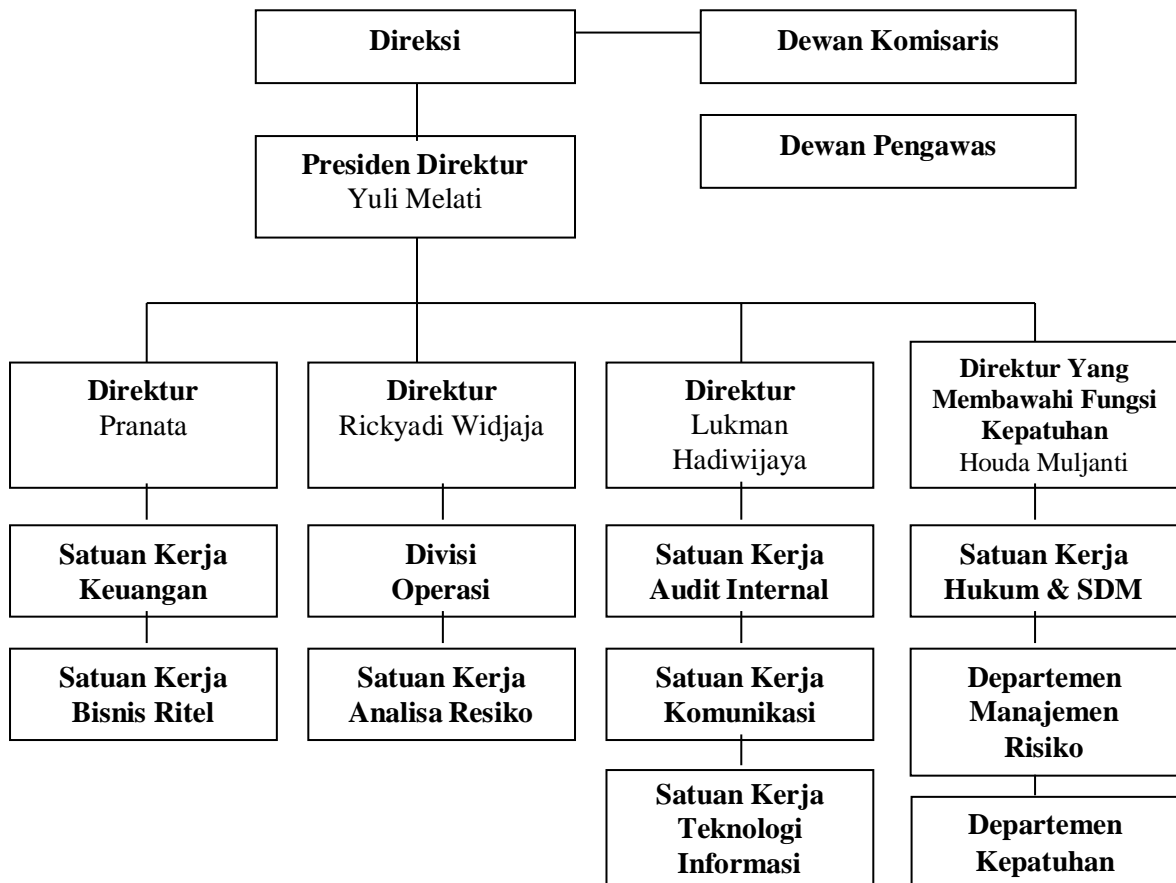 Direksi
Dewan Komisaris
Dewan Pengawas
Presiden Direktur
Yuli Melati
Direktur
Pranata
Direktur
Rickyadi Widjaja
Direktur
Lukman
Hadiwijaya
Direktur Yang
Membawahi Fungsi
Kepatuhan
Houda Muljanti
Satuan Kerja
Keuangan
Divisi
Operasi
Satuan Kerja
Audit Internal
Satuan Kerja
Hukum & SDM
Satuan Kerja
Bisnis Ritel
Satuan Kerja
Analisa Resiko
Satuan Kerja
Komunikasi
Departemen
Manajemen
Risiko
Satuan Kerja
Teknologi
Informasi
Departemen
Kepatuhan